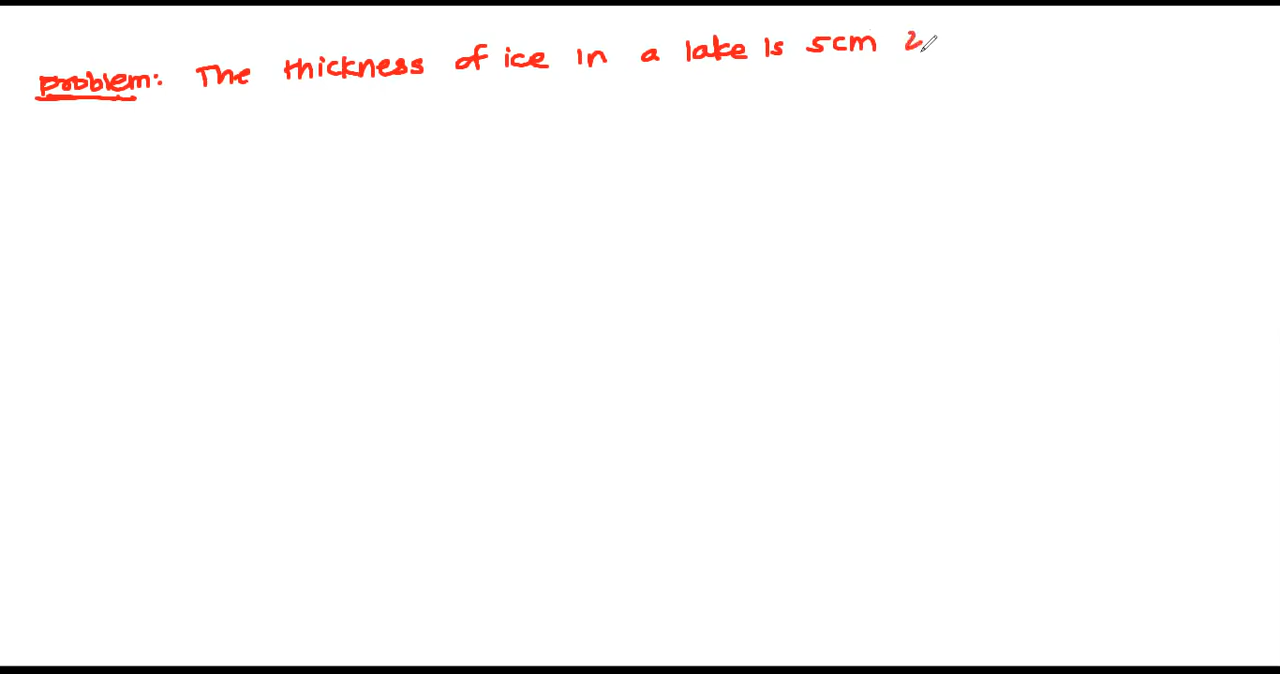 Problem: The thickness of ice in a lake is 5cm